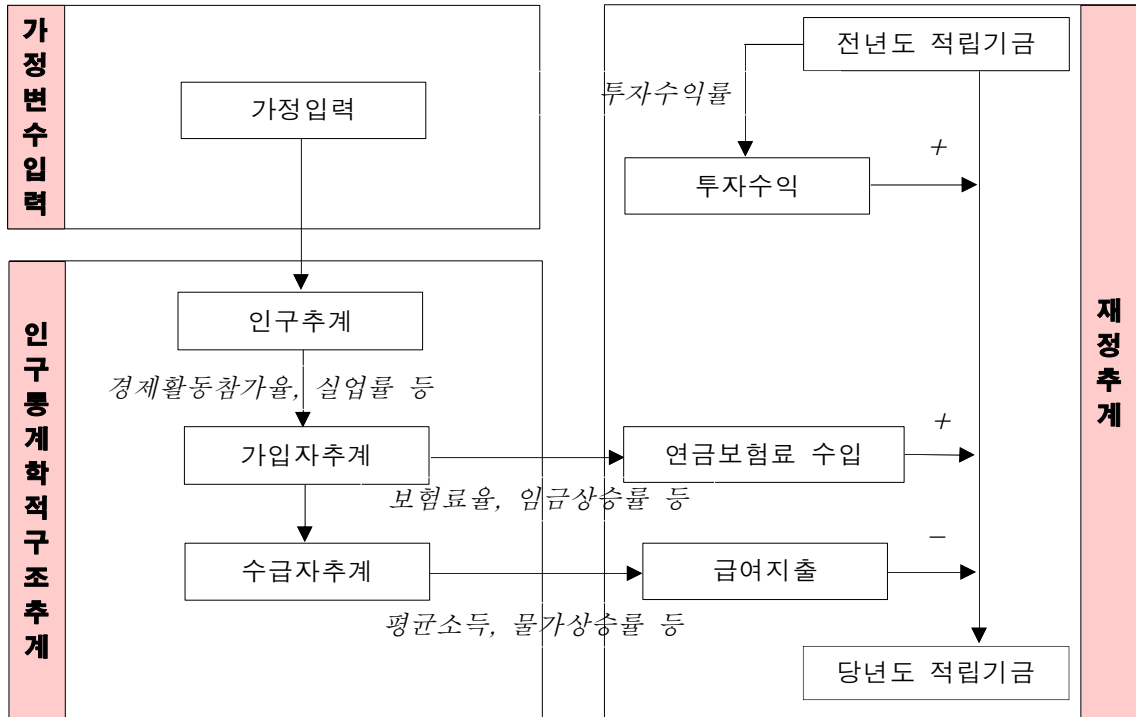 가정변수입력
가정입력
인구통계학적구조추계
인구추계
경제활동참가율, 실업률 등
가입자추계
보험료율, 임금상승률 등
수급자추계
평균소득, 물가상승률 등
전년도 적립기금
투자수익률
투자수익
+
연금보험료 수입
+
급여지출
−
당년도 적립기금
재정추계